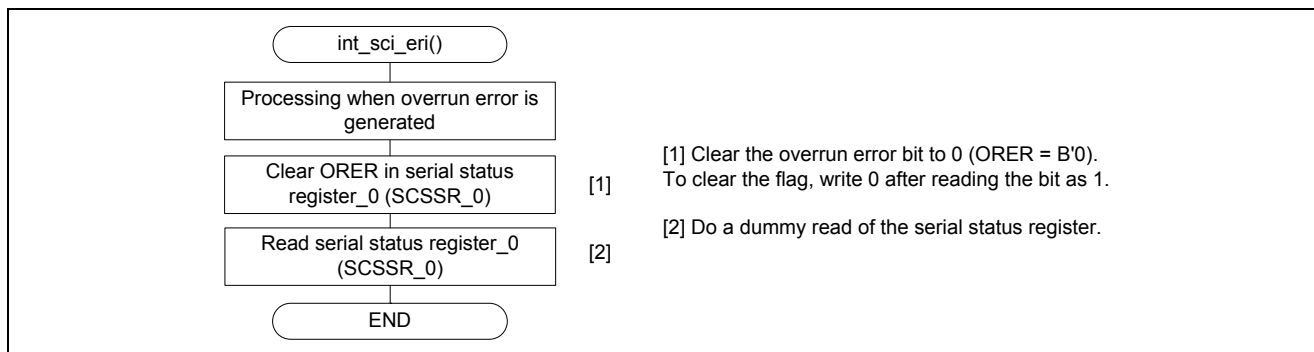 int_sci_eri()
Processing when overrun error is
generated
Clear ORER in serial status
register_0 (SCSSR_0)
[1]
[1] Clear the overrun error bit to 0 (ORER = B'0).
To clear the flag, write 0 after reading the bit as 1.
Read serial status register_0
(SCSSR_0)
[2]
[2] Do a dummy read of the serial status register.
END